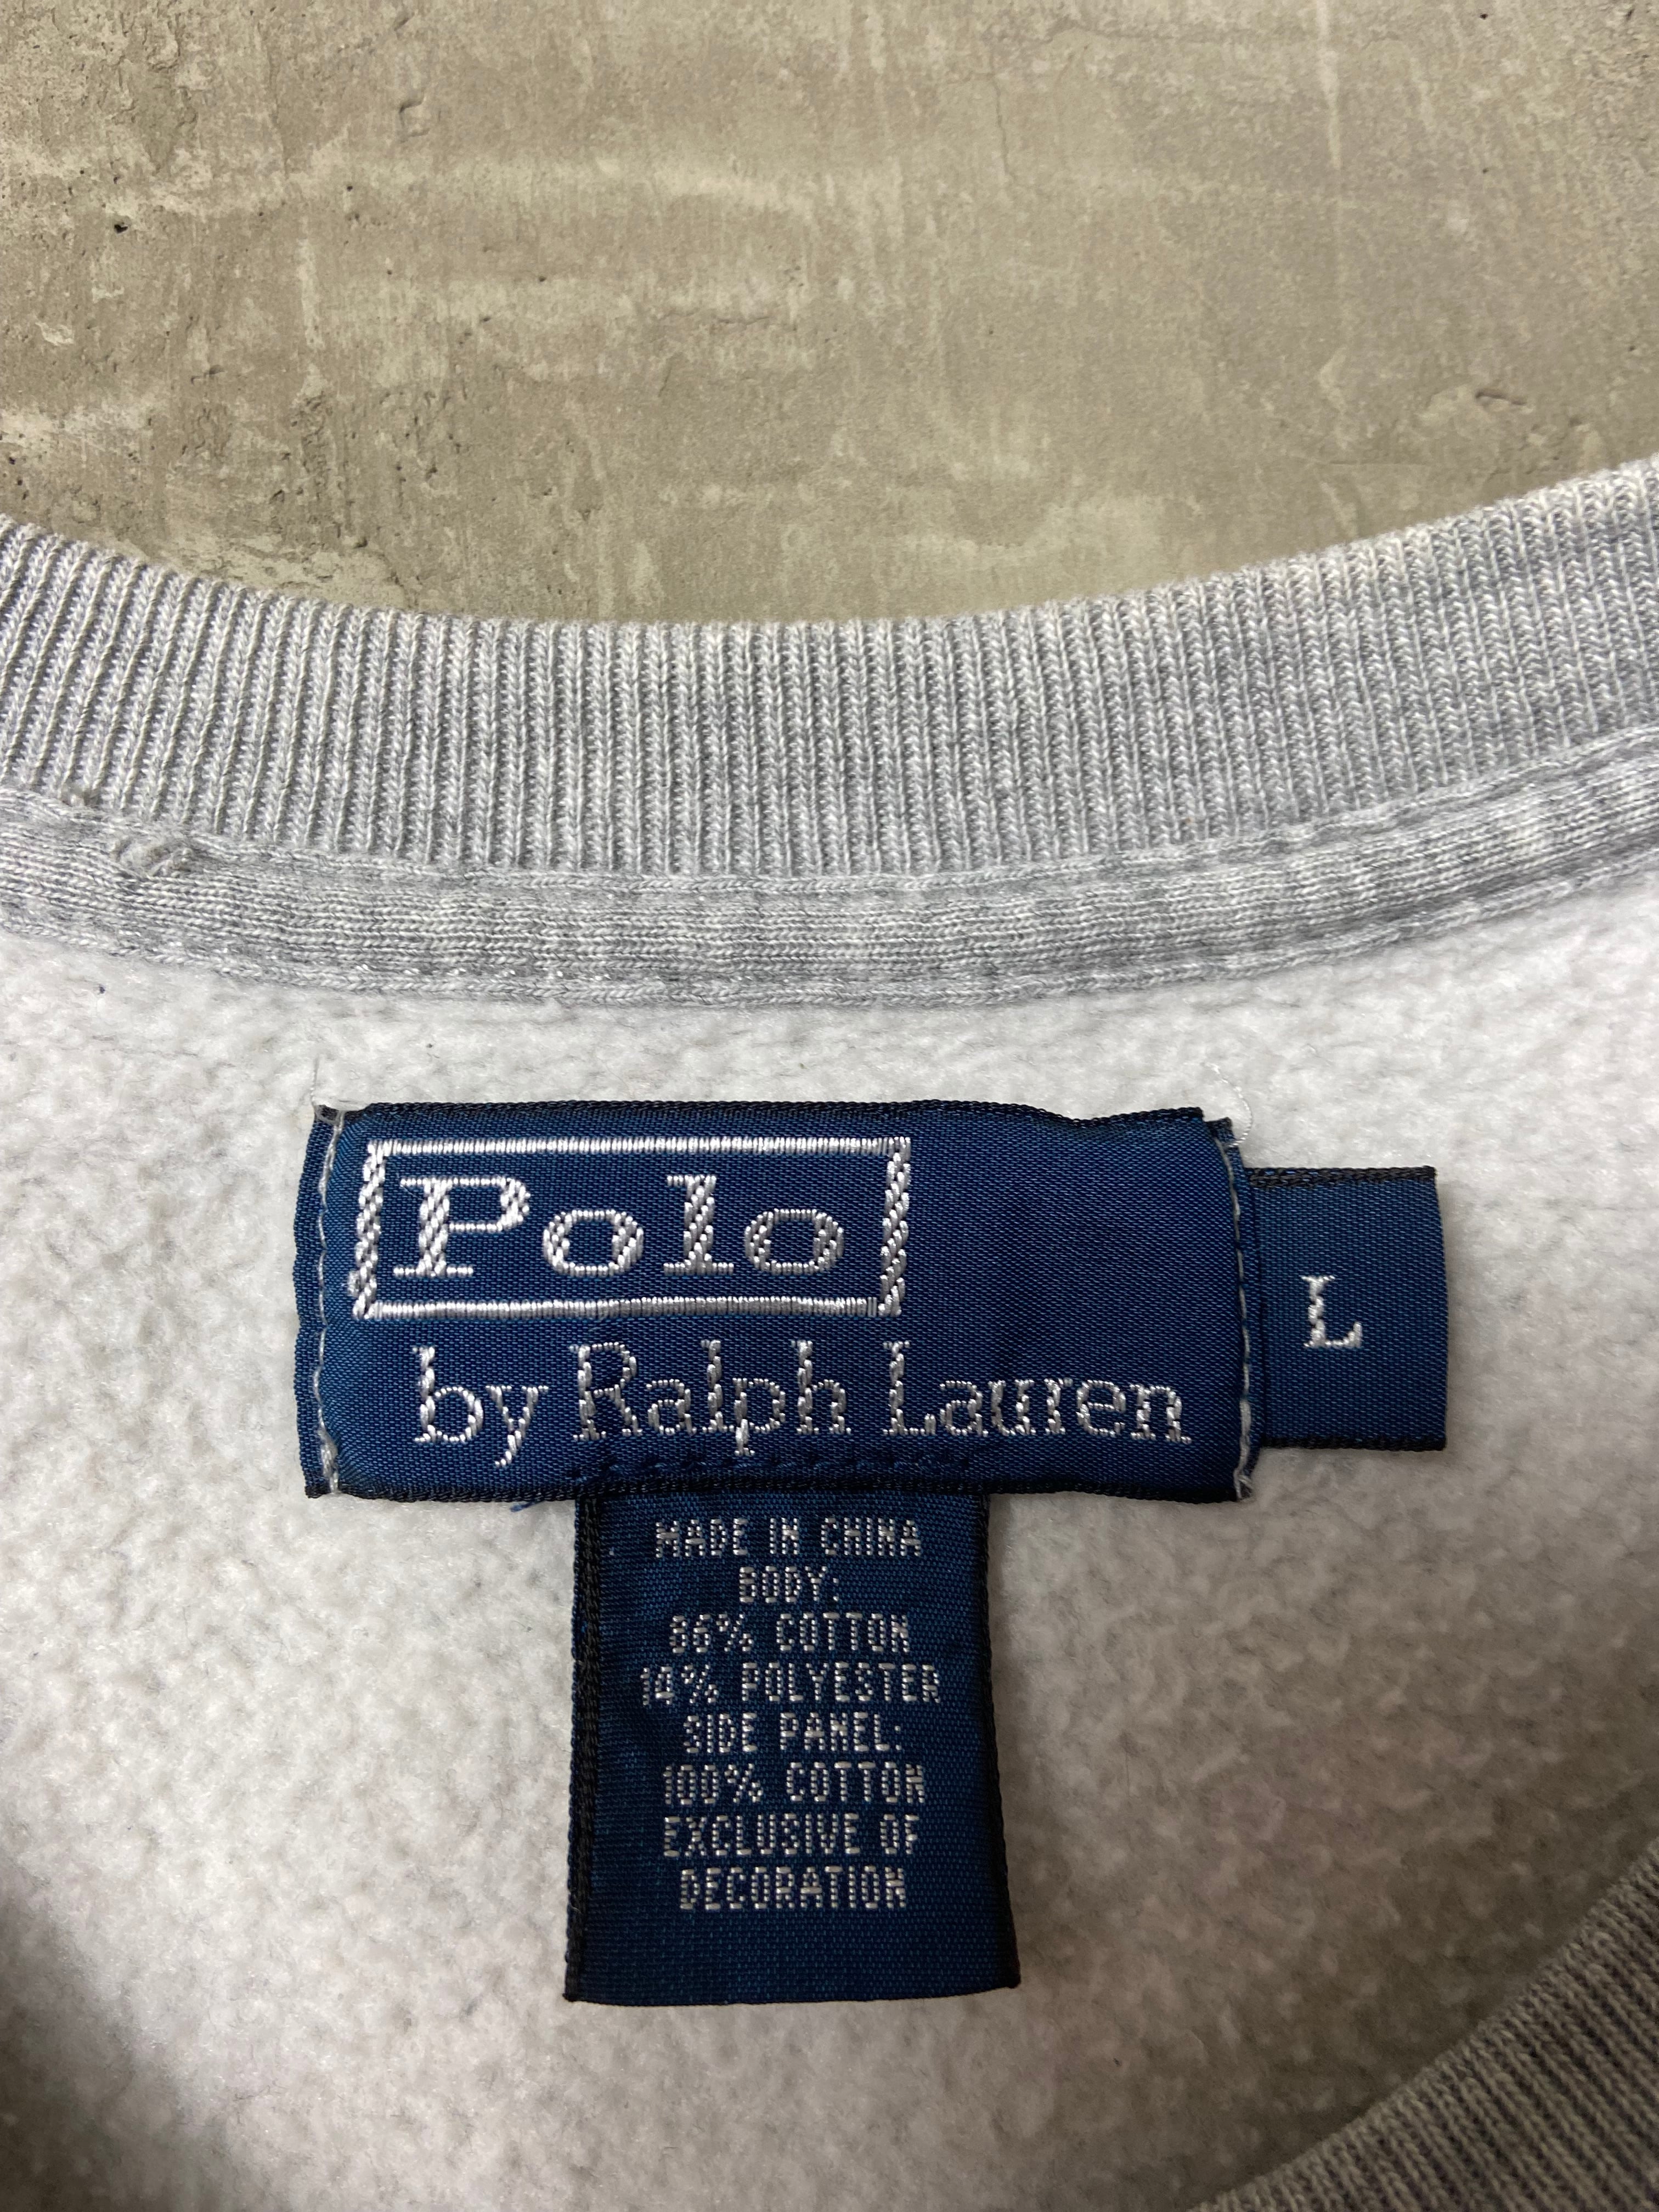 Polo
by Ralph Lauren
L
MADE IN CHINA
BODY:
86% COTTON
14% POLYESTER
SIDE PANEL:
100% COTTON
EXCLUSIVE OF
DECORATION